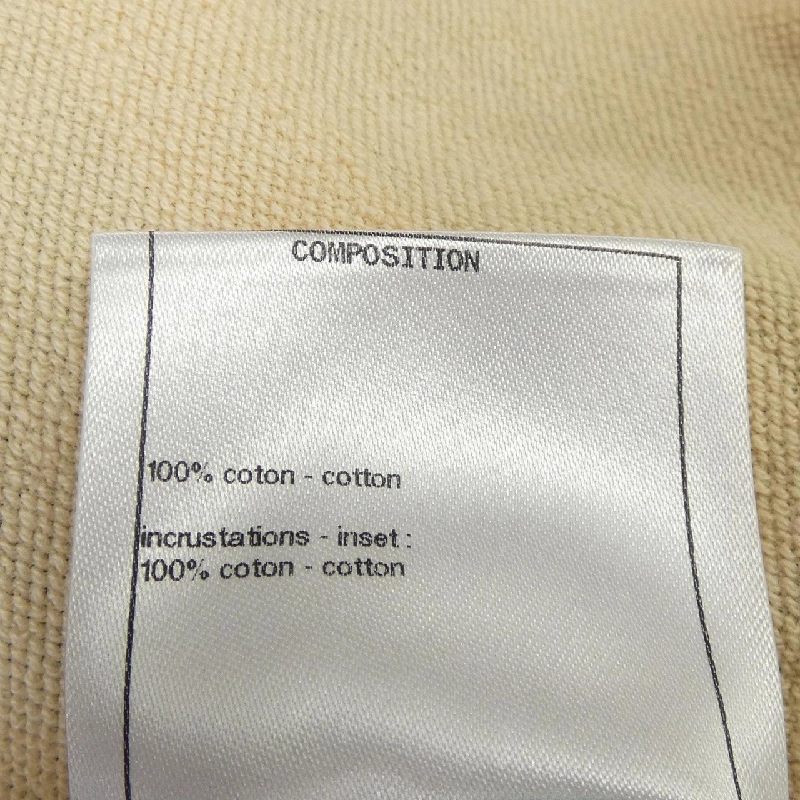 COMPOSITION
100% coton - cotton
incrustations - inset :
100% coton - cotton